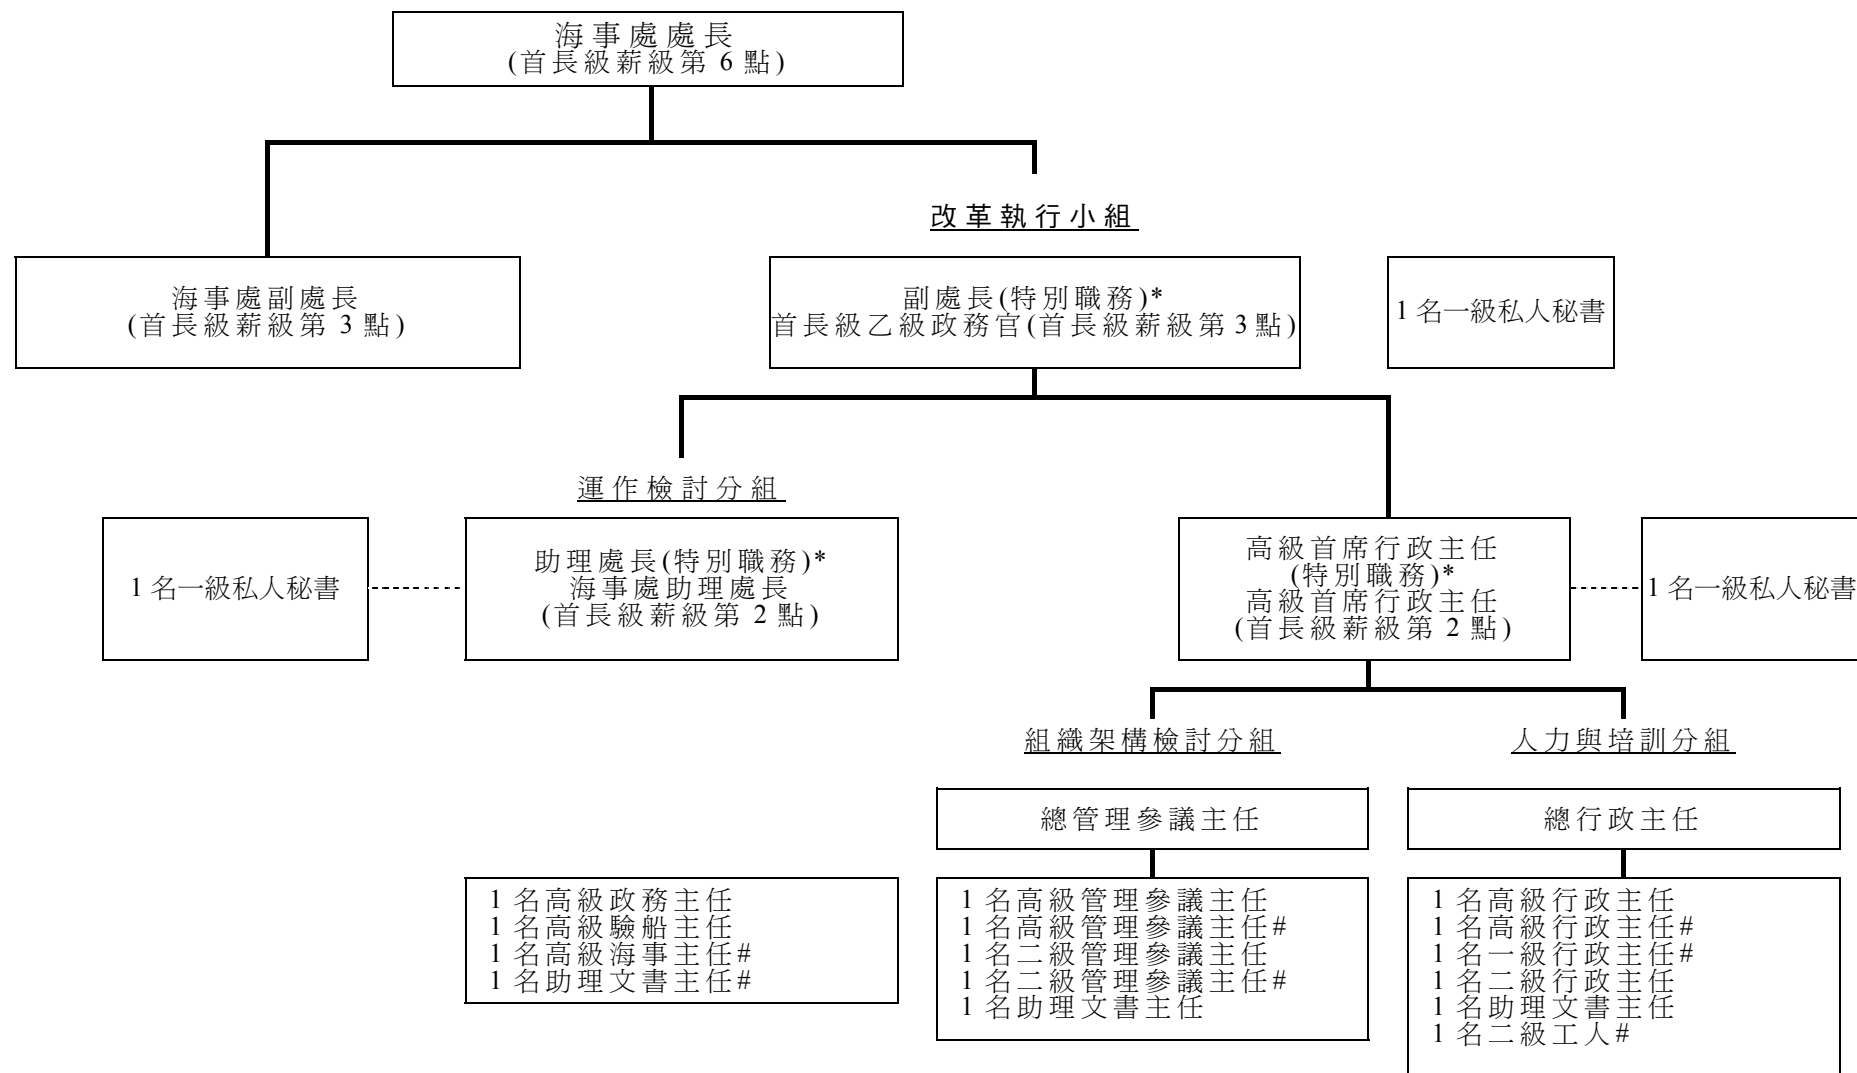 海事處處長
(首長級薪級第 6 點)
改革執行小組
海事處副處長
(首長級薪級第 3 點)
副處長(特別職務)*
首長級乙級政務官(首長級薪級第 3 點)
1 名一級私人秘書
運作檢討分組
1 名一級私人秘書
助理處長(特別職務)*
海事處助理處長
(首長級薪級第 2 點)
高級首席行政主任
(特別職務)*
高級首席行政主任
(首長級薪級第 2 點)
1 名一級私人秘書
組織架構檢討分組
人力與培訓分組
總管理參議主任
總行政主任
1 名高級政務主任
1 名高級驗船主任
1 名高級海事主任#
1 名助理文書主任#
1 名高級管理參議主任
1 名高級管理參議主任#
1 名二級管理參議主任
1 名二級管理參議主任#
1 名助理文書主任
1 名高級行政主任
1 名高級行政主任#
1 名一級行政主任#
1 名二級行政主任
1 名助理文書主任
1 名二級工人#